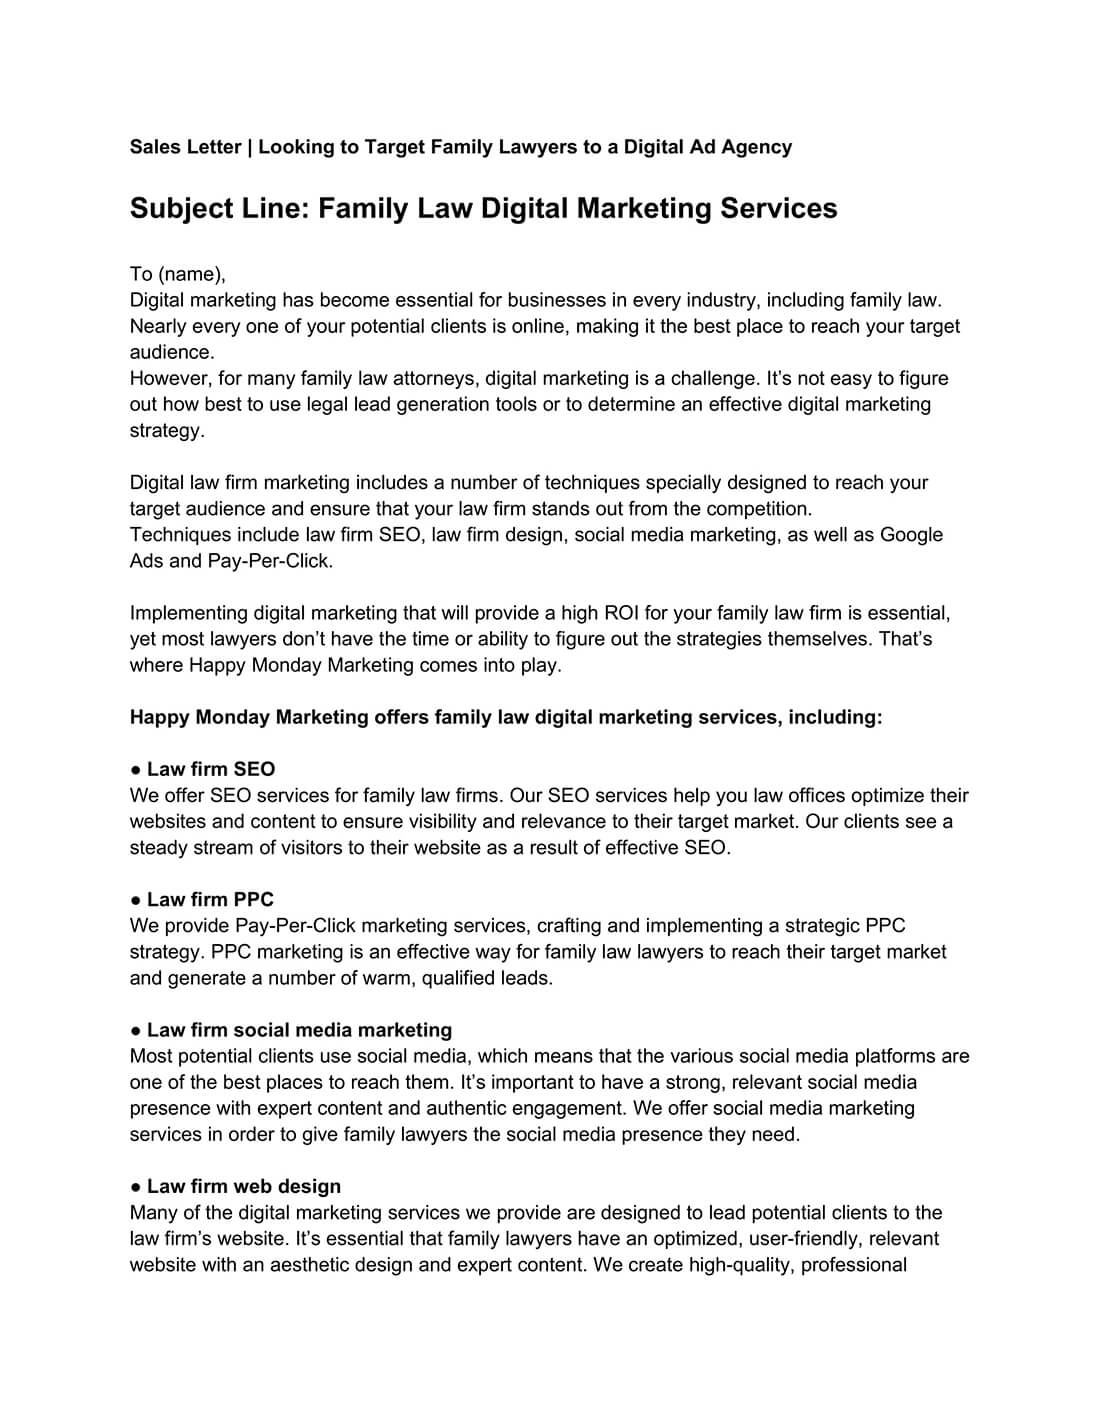 Sales Letter | Looking to Target Family Lawyers to a Digital Ad Agency
Subject Line: Family Law Digital Marketing Services
To (name),
Digital marketing has become essential for businesses in every industry, including family law.
Nearly every one of your potential clients is online, making it the best place to reach your target
audience.
However, for many family law attorneys, digital marketing is a challenge. It’s not easy to figure
out how best to use legal lead generation tools or to determine an effective digital marketing
strategy.
Digital law firm marketing includes a number of techniques specially designed to reach your
target audience and ensure that your law firm stands out from the competition.
Techniques include law firm SEO, law firm design, social media marketing, as well as Google
Ads and Pay-Per-Click.
Implementing digital marketing that will provide a high ROI for your family law firm is essential,
yet most lawyers don’t have the time or ability to figure out the strategies themselves. That’s
where Happy Monday Marketing comes into play.
Happy Monday Marketing offers family law digital marketing services, including:
● Law firm SEO
We offer SEO services for family law firms. Our SEO services help you law offices optimize their
websites and content to ensure visibility and relevance to their target market. Our clients see a
steady stream of visitors to their website as a result of effective SEO.
● Law firm PPC
We provide Pay-Per-Click marketing services, crafting and implementing a strategic PPC
strategy. PPC marketing is an effective way for family law lawyers to reach their target market
and generate a number of warm, qualified leads.
● Law firm social media marketing
Most potential clients use social media, which means that the various social media platforms are
one of the best places to reach them. It’s important to have a strong, relevant social media
presence with expert content and authentic engagement. We offer social media marketing
services in order to give family lawyers the social media presence they need.
● Law firm web design
Many of the digital marketing services we provide are designed to lead potential clients to the
law firm’s website. It’s essential that family lawyers have an optimized, user-friendly, relevant
website with an aesthetic design and expert content. We create high-quality, professional